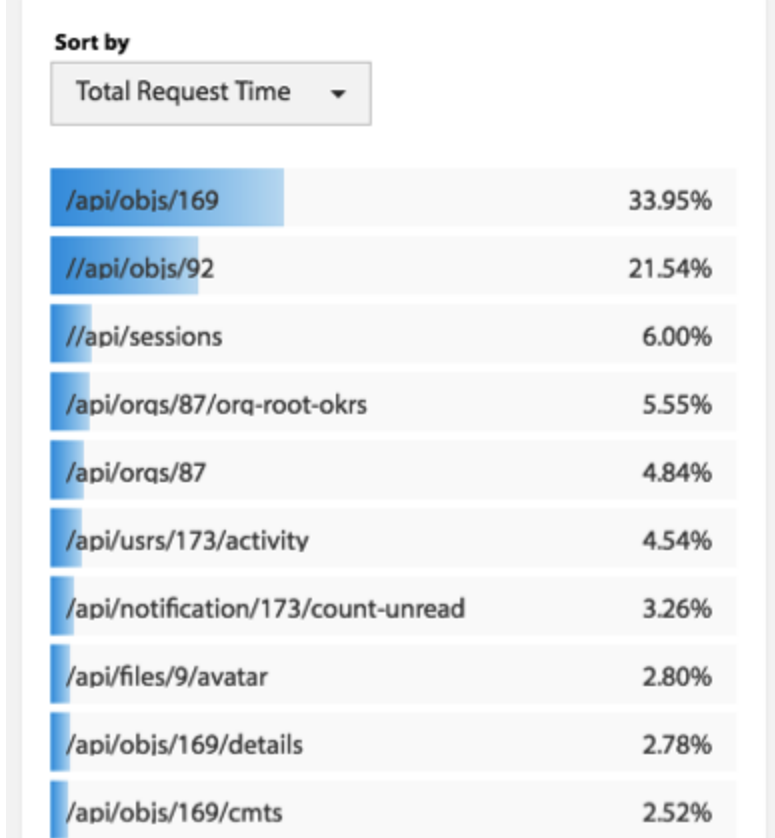 Sort by
Total Request Time
/api/objs/169 33.95%
//api/objs/92 21.54%
//api/sessions 6.00%
/api/orgs/87/org-root-okrs 5.55%
/api/orgs/87 4.84%
/api/usrs/173/activity 4.54%
/api/notification/173/count-unread 3.26%
/api/files/9/avatar 2.80%
/api/objs/169/details 2.78%
/api/objs/169/cmts 2.52%